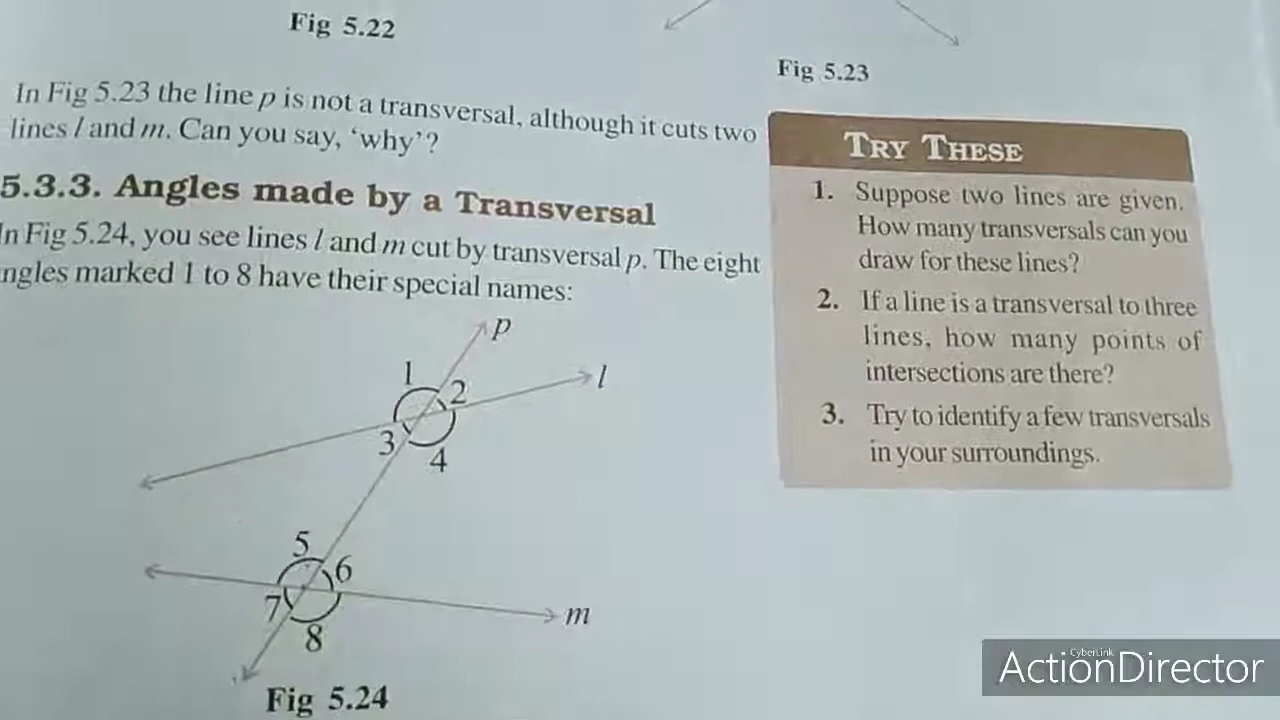 Fig 5.22
Fig 5.23
In Fig 5.23 the line p is not a transversal, although it cuts two
lines l and m. Can you say, ‘why’?
5.3.3. Angles made by a Transversal
In Fig 5.24, you see lines l and m cut by transversal p. The eight
ngles marked 1 to 8 have their special names:
p
l
1
2
3
4
5
6
7
8
m
Fig 5.24
TRY THESE
1. Suppose two lines are given.
How many transversals can you
draw for these lines?
2. If a line is a transversal to three
lines, how many points of
intersections are there?
3. Try to identify a few transversals
in your surroundings.
CyberLink
ActionDirector